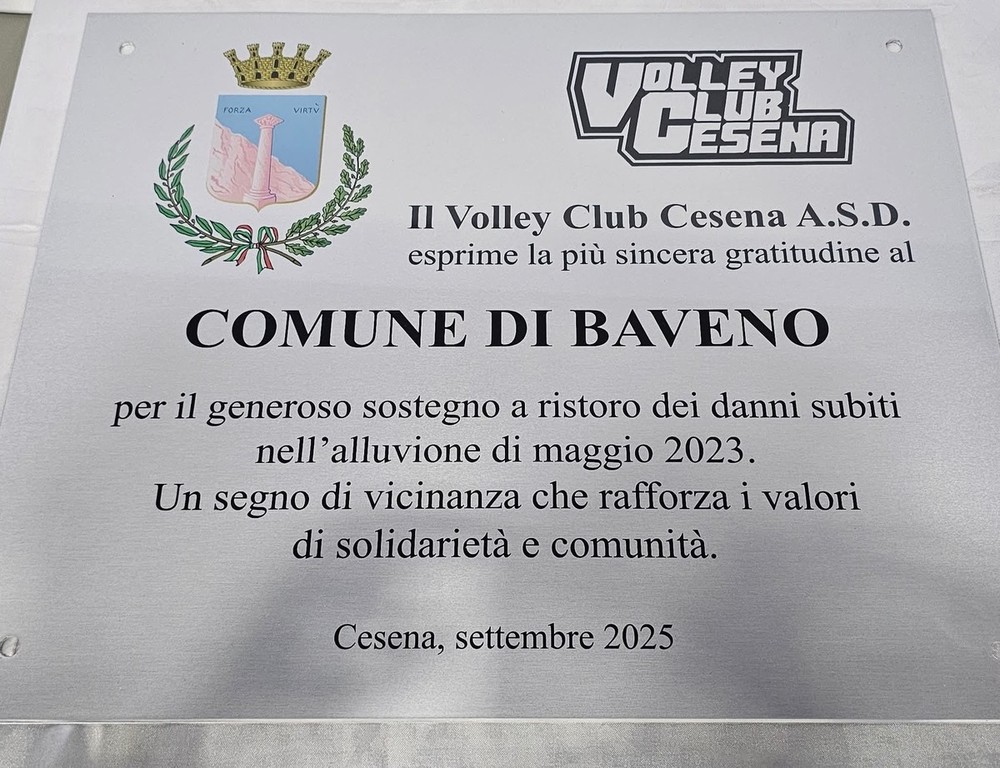 FORZA VIRTÙ
VOLLEY
CLUB
CESENA
Il Volley Club Cesena A.S.D.
esprime la più sincera gratitudine al
COMUNE DI BAVENO
per il generoso sostegno a ristoro dei danni subiti
nell'alluvione di maggio 2023.
Un segno di vicinanza che rafforza i valori
di solidarietà e comunità.
Cesena, settembre 2025